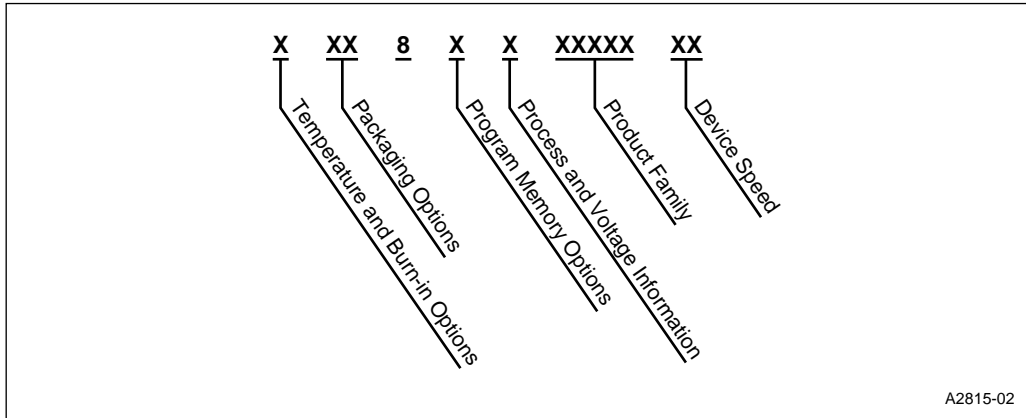 X XX 8 X X XXXXX XX
Temperature and Burn-in Options
Packaging Options
Program Memory Options
Process and Voltage Information
Product Family
Device Speed
A2815-02